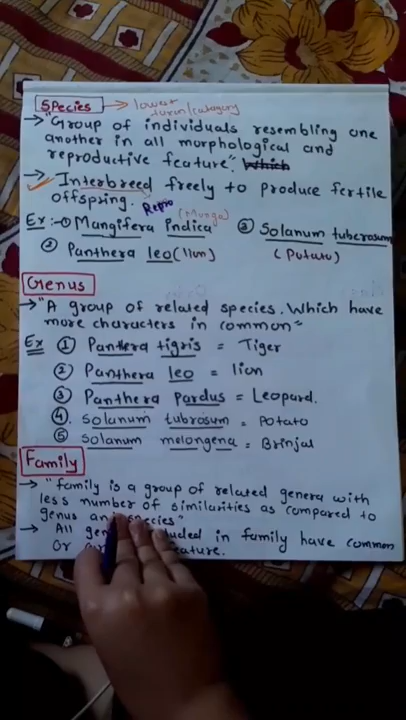 Species → lowest
term/category
→ "Group of individuals resembling one
another in all morphological and
reproductive feature". Which
→ Interbreed freely to produce fertile
offspring. Repro
Ex:- ① Mangifera indica (Mango) ③ Solanum tuberosum
② Panthera leo (lion) (Potato)
Genus
→ "A group of related species. Which have
more characters in common"
Ex ① Panthera tigris = Tiger
② Panthera leo = lion
③ Panthera Pardus = Leopard.
④. Solanum tubrosum = Potato
⑤ Solanum melongena = Brinjal
Family
→ "Family is a group of related genera with
less number of similarities as compared to
genus and species"
→ All in family have common
Or feature.